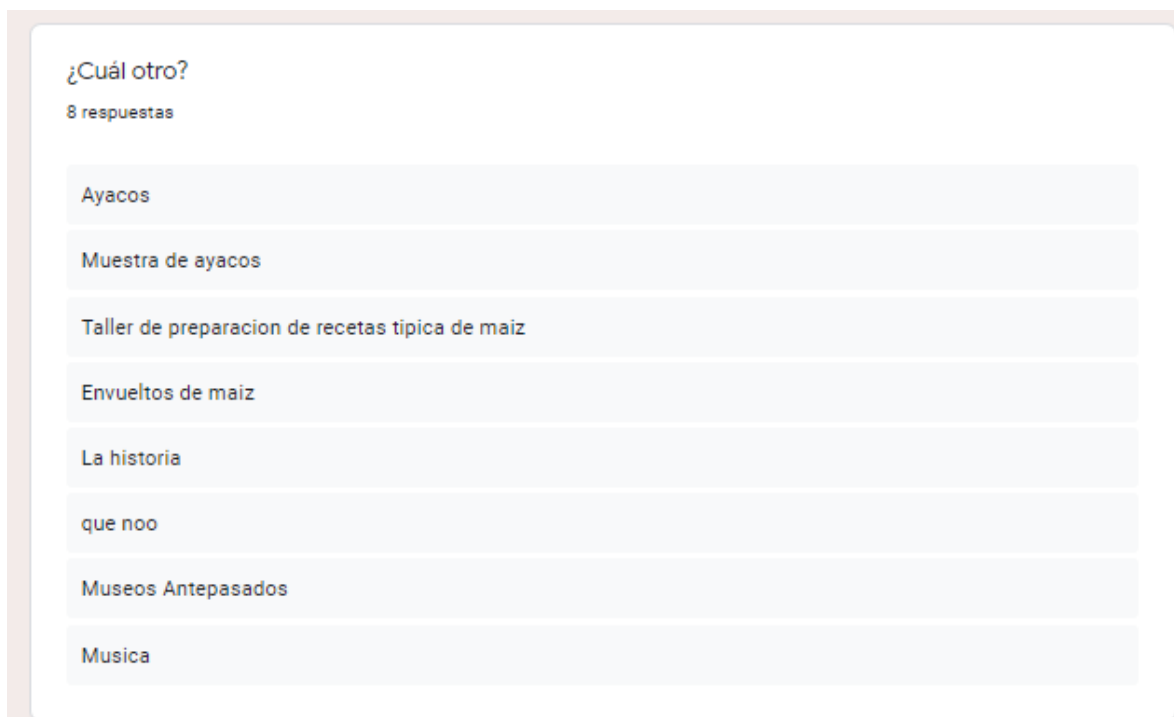 ¿Cuál otro?
8 respuestas
Ayacos
Muestra de ayacos
Taller de preparacion de recetas tipica de maiz
Envueltos de maiz
La historia
que noo
Museos Antepasados
Musica